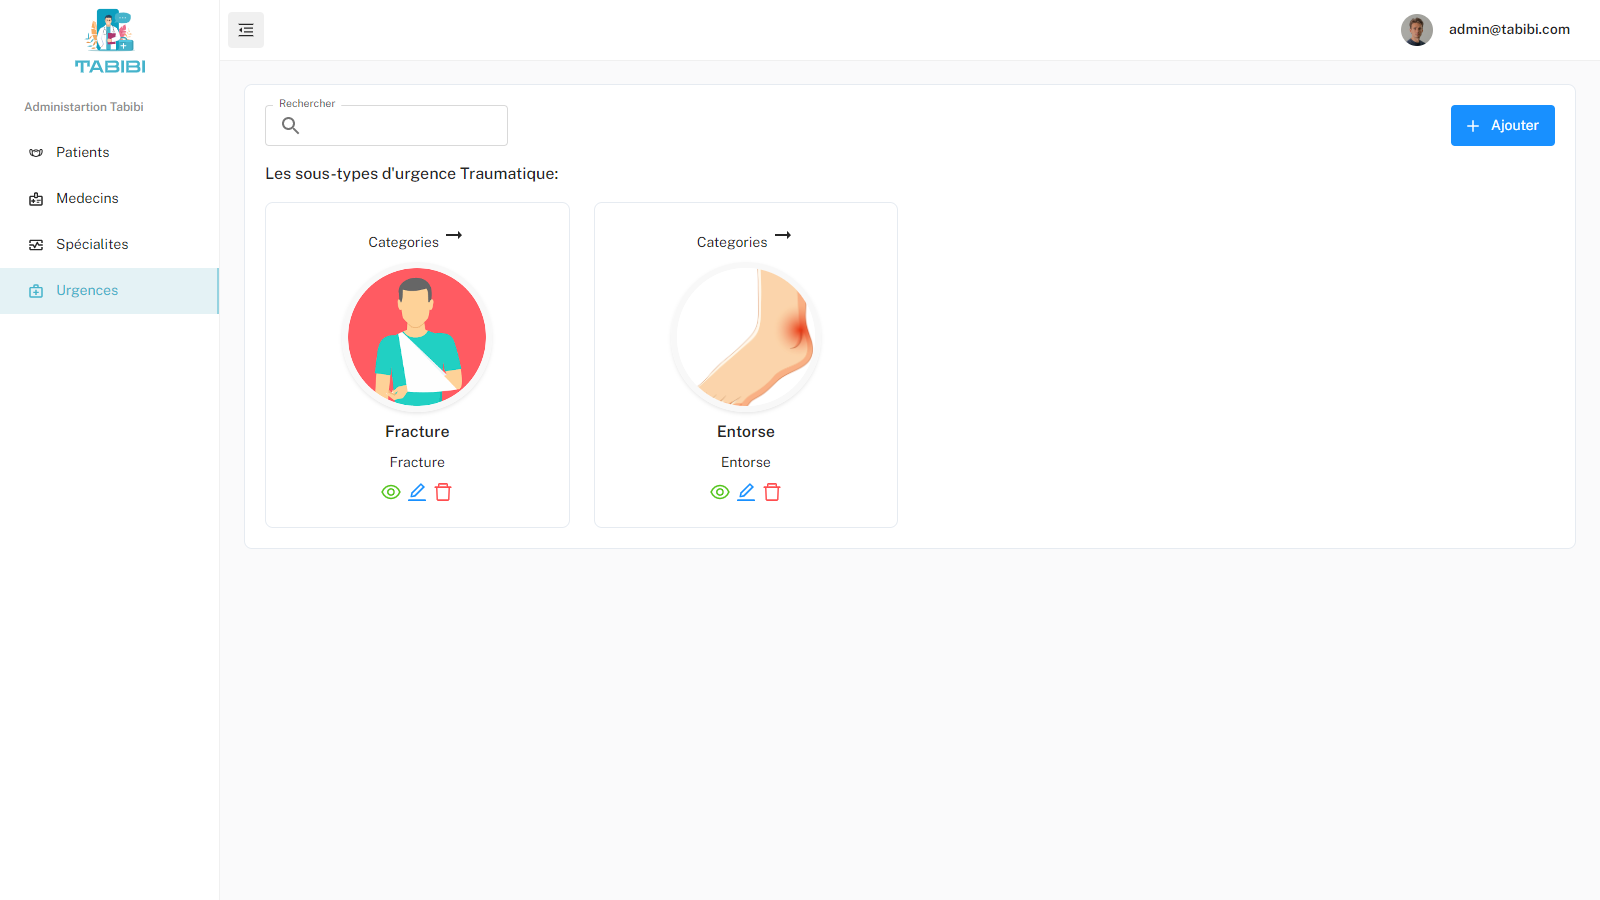 TABIBI
Administartion Tabibi
Patients
Medecins
Spécialites
Urgences
admin@tabibi.com
Rechercher
Ajouter
Les sous-types d'urgence Traumatique:
Categories
Fracture
Fracture
Categories
Entorse
Entorse